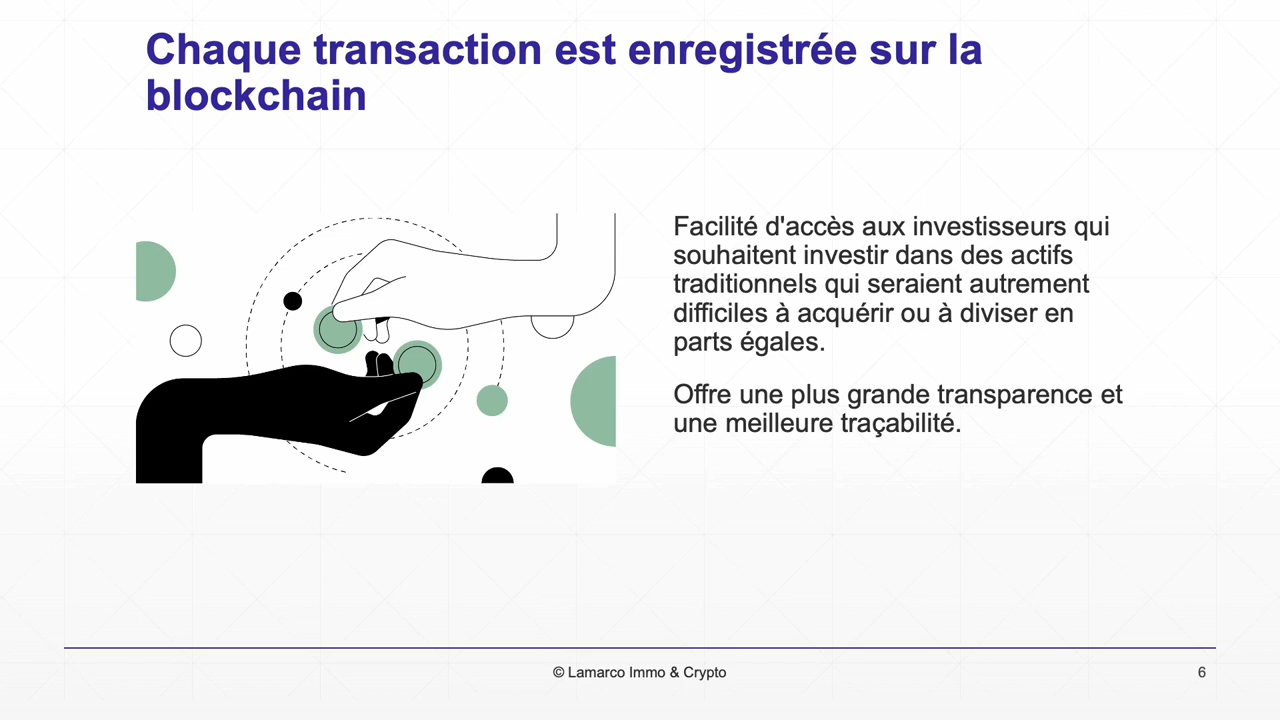 Chaque transaction est enregistrée sur la
blockchain
Facilité d'accès aux investisseurs qui
souhaitent investir dans des actifs
traditionnels qui seraient autrement
difficiles à acquérir ou à diviser en
parts égales.
Offre une plus grande transparence et
une meilleure traçabilité.
© Lamarco Immo & Crypto
6